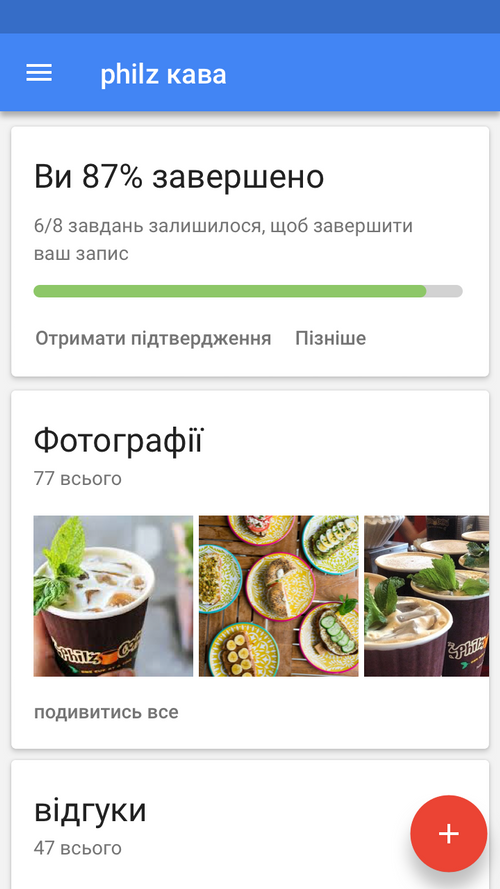 philz кава
Ви 87% завершено
6/8 завдань залишилося, щоб завершити
ваш запис
Отримати підтвердження Пізніше
Фотографії
77 всього
Philz
Philz
подивитись все
відгуки
47 всього
+